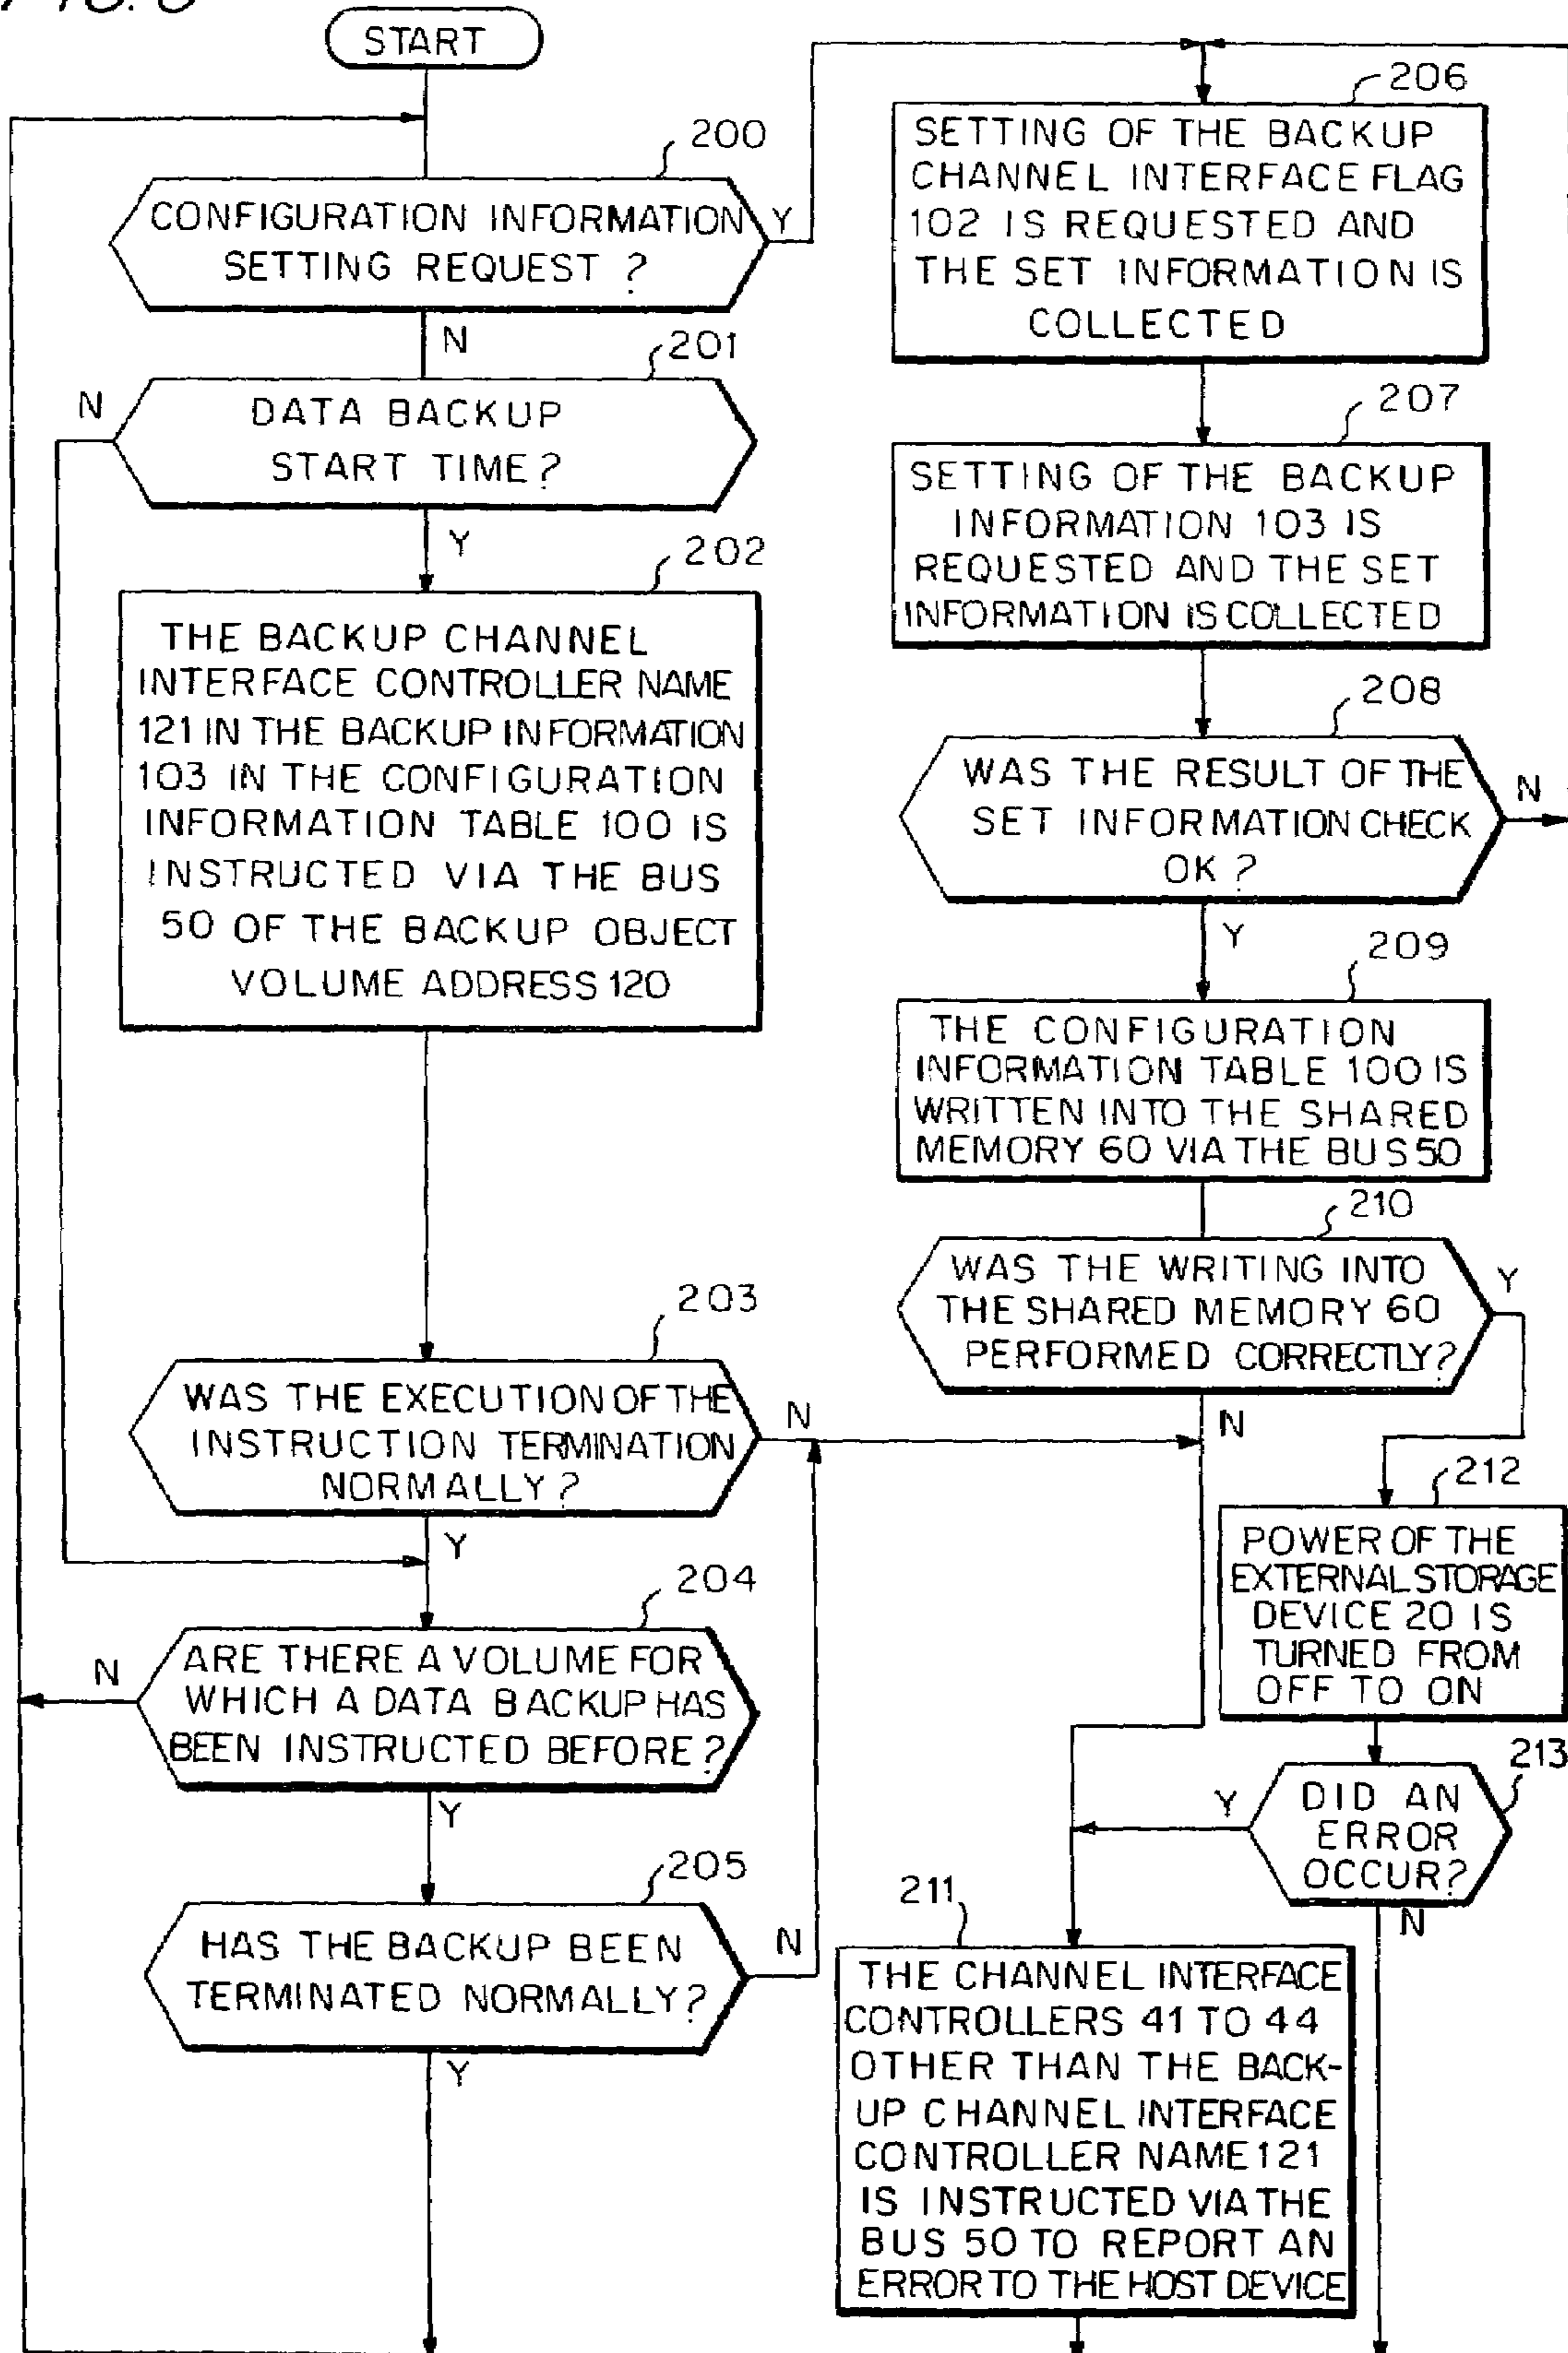 START
200
CONFIGURATION INFORMATION
SETTING REQUEST ?
Y
N
201
DATA BACKUP
START TIME?
N
Y
202
THE BACKUP CHANNEL
INTERFACE CONTROLLER NAME
121 IN THE BACKUP INFORMATION
103 IN THE CONFIGURATION
INFORMATION TABLE 100 IS
INSTRUCTED VIA THE BUS
50 OF THE BACKUP OBJECT
VOLUME ADDRESS 120
203
WAS THE EXECUTION OF THE
INSTRUCTION TERMINATION
NORMALLY?
N
Y
204
ARE THERE A VOLUME FOR
WHICH A DATA BACKUP HAS
BEEN INSTRUCTED BEFORE?
N
Y
205
HAS THE BACKUP BEEN
TERMINATED NORMALLY?
N
Y
206
SETTING OF THE BACKUP
CHANNEL INTERFACE FLAG
102 IS REQUESTED AND
THE SET INFORMATION IS
COLLECTED
207
SETTING OF THE BACKUP
INFORMATION 103 IS
REQUESTED AND THE SET
INFORMATION IS COLLECTED
208
WAS THE RESULT OF THE
SET INFORMATION CHECK
OK ?
N
Y
209
THE CONFIGURATION
INFORMATION TABLE 100 IS
WRITTEN INTO THE SHARED
MEMORY 60 VIA THE BUS 50
210
WAS THE WRITING INTO
THE SHARED MEMORY 60
PERFORMED CORRECTLY?
Y
N
212
POWER OF THE
EXTERNAL STORAGE
DEVICE 20 IS
TURNED FROM
OFF TO ON
213
DID AN
ERROR
OCCUR?
Y
N
211
THE CHANNEL INTERFACE
CONTROLLERS 41 TO 44
OTHER THAN THE BACK-
UP CHANNEL INTERFACE
CONTROLLER NAME 121
IS INSTRUCTED VIA THE
BUS 50 TO REPORT AN
ERROR TO THE HOST DEVICE